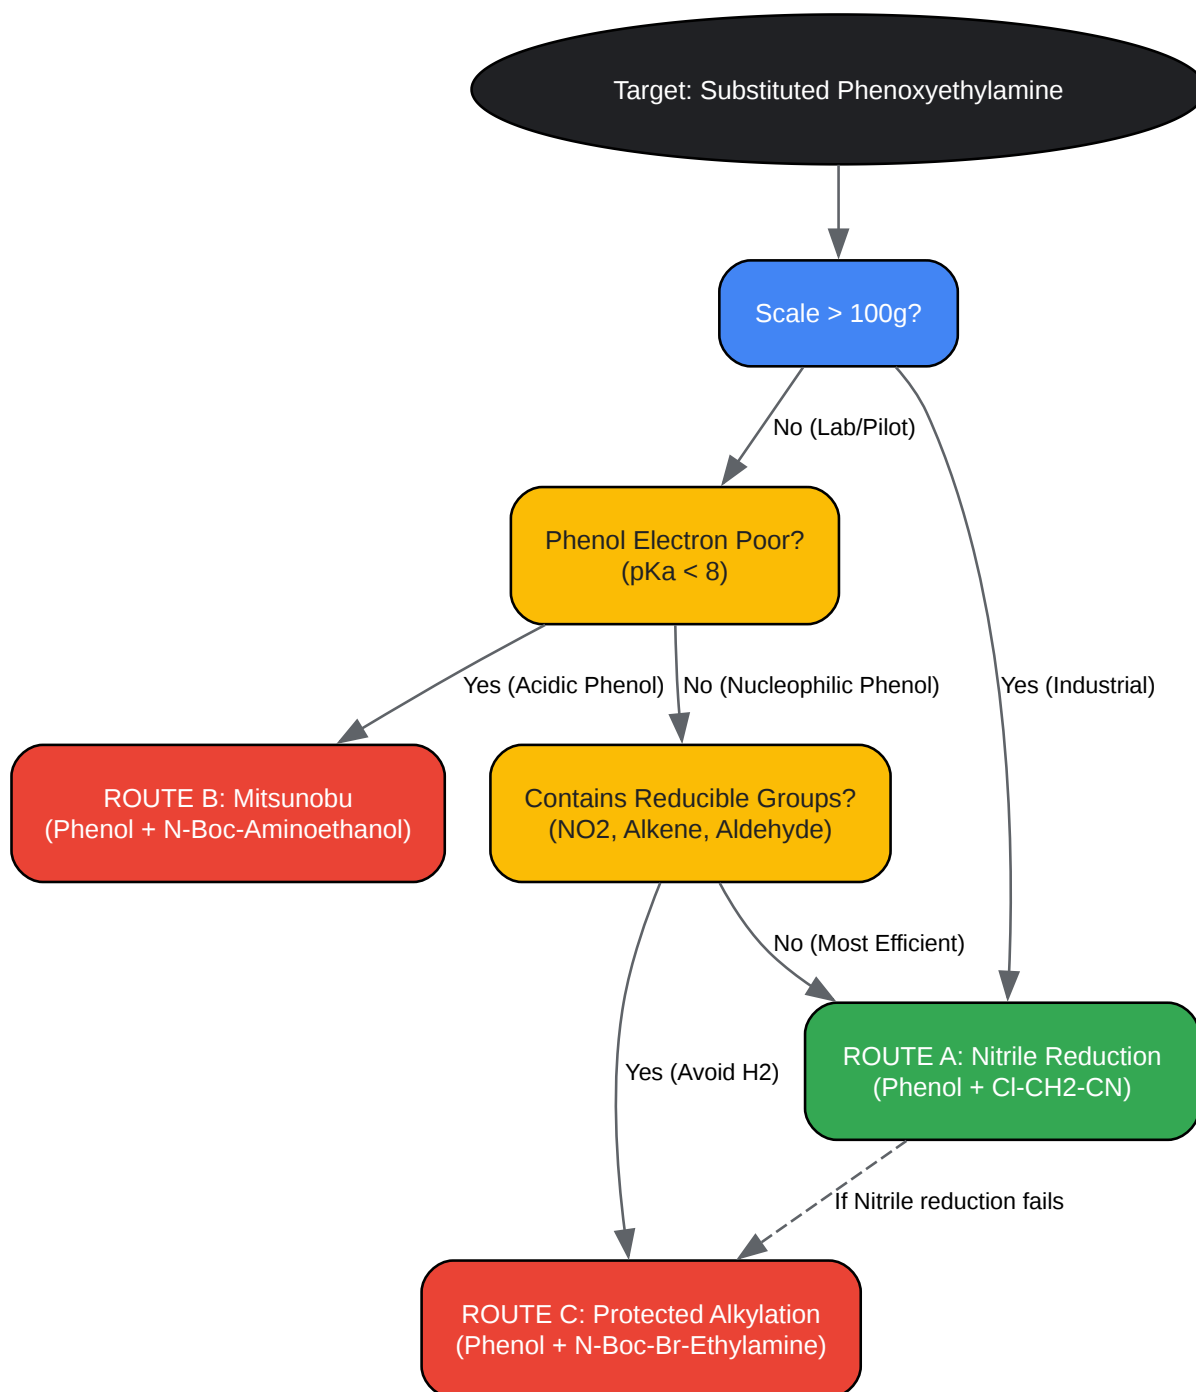 Target: Substituted Phenoxyethylamine
Scale > 100g?
No (Lab/Pilot)
Phenol Electron Poor?
(pKa < 8)
Yes (Acidic Phenol)
No (Nucleophilic Phenol)
Yes (Industrial)
ROUTE B: Mitsunobu
(Phenol + N-Boc-Aminoethanol)
Contains Reducible Groups?
(NO2, Alkene, Aldehyde)
No (Most Efficient)
Yes (Avoid H2)
ROUTE A: Nitrile Reduction
(Phenol + Cl-CH2-CN)
If Nitrile reduction fails
ROUTE C: Protected Alkylation
(Phenol + N-Boc-Br-Ethylamine)